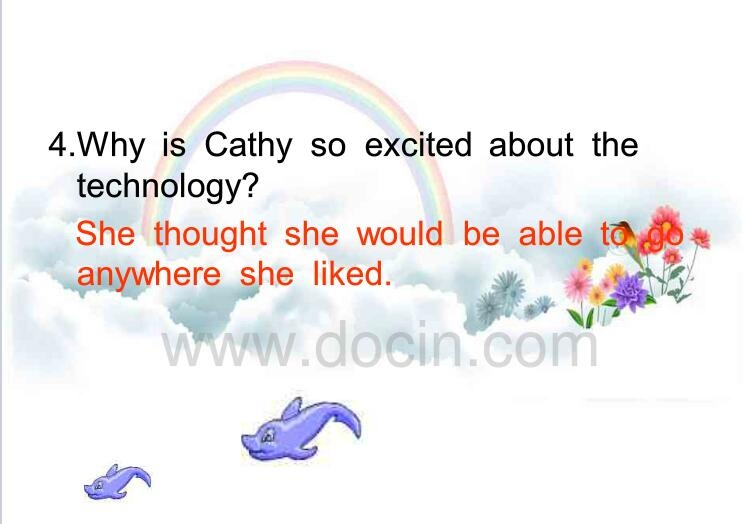 4.Why is Cathy so excited about the
technology?
She thought she would be able to go
anywhere she liked.
www.docin.com